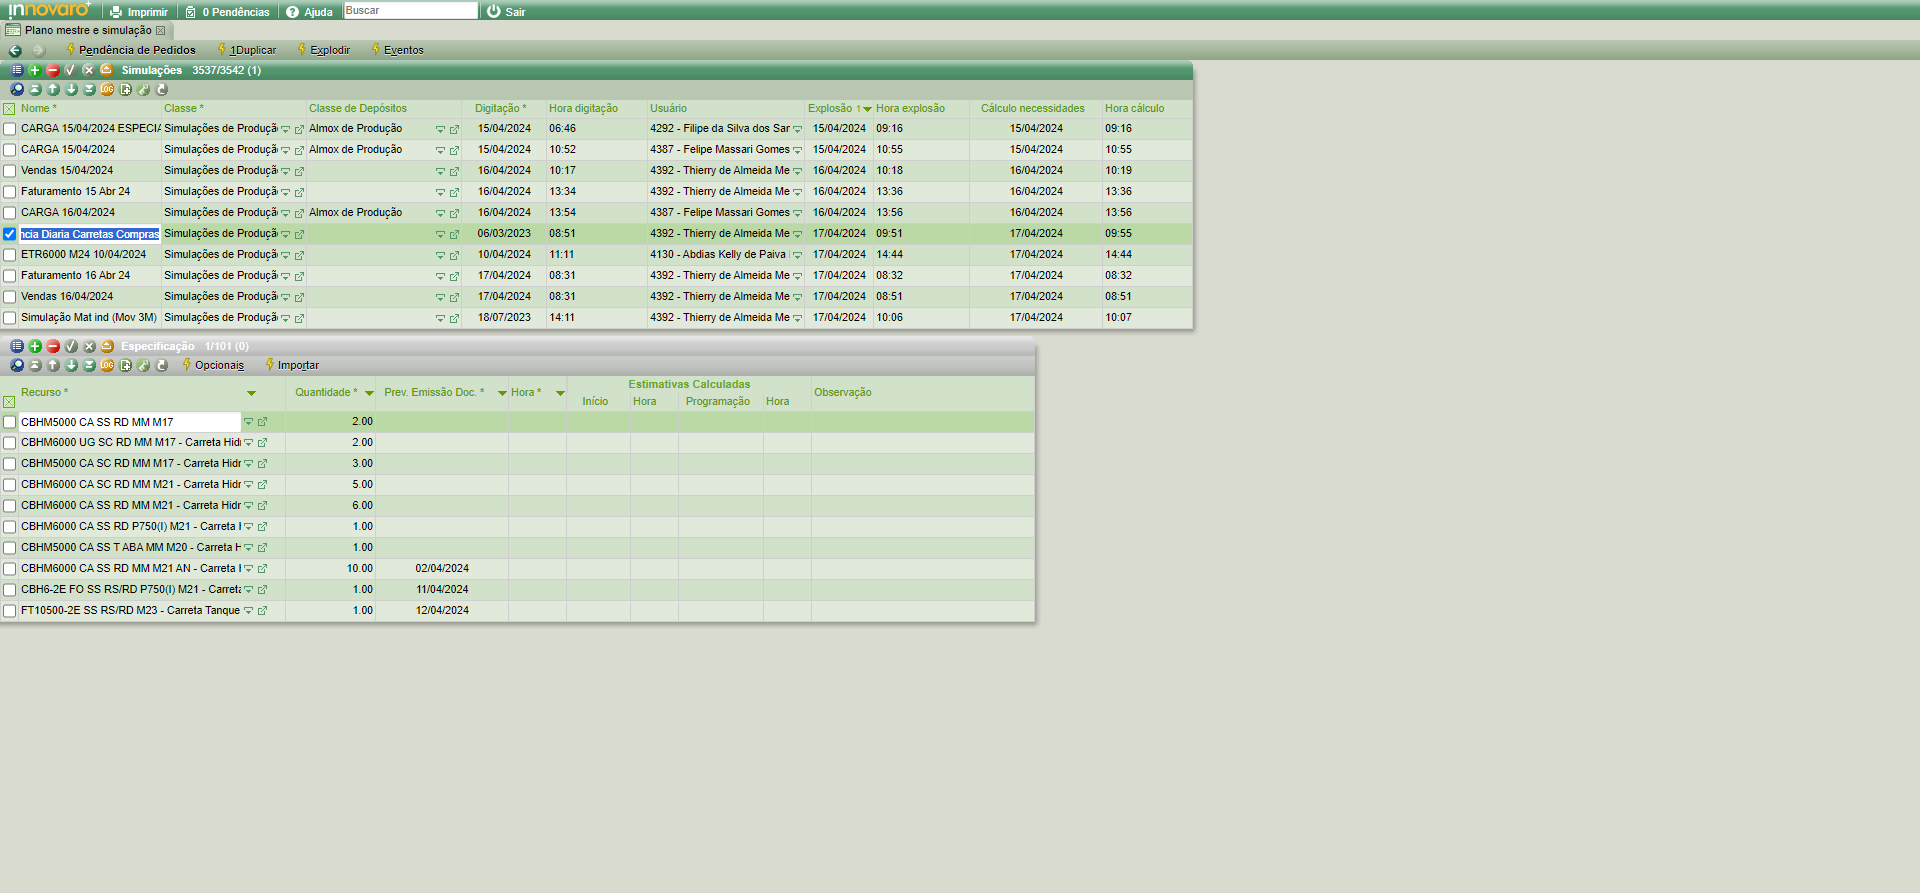 innovaro+ Imprimir 0 Pendências Ajuda Buscar Sair
Plano mestre e simulação
Pendência de Pedidos 1Duplicar Explodir Eventos
Simulações 3537/3542 (1)
LOG
Nome * Classe * Classe de Depósitos Digitação * Hora digitação Usuário Explosão 1 Hora explosão Cálculo necessidades Hora cálculo
CARGA 15/04/2024 ESPECIA Simulações de Produçã Almox de Produção 15/04/2024 06:46 4292 - Filipe da Silva dos San 15/04/2024 09:16 15/04/2024 09:16
CARGA 15/04/2024 Simulações de Produçã Almox de Produção 15/04/2024 10:52 4387 - Felipe Massari Gomes 15/04/2024 10:55 15/04/2024 10:55
Vendas 15/04/2024 Simulações de Produçã 16/04/2024 10:17 4392 - Thierry de Almeida Me 16/04/2024 10:18 16/04/2024 10:19
Faturamento 15 Abr 24 Simulações de Produçã 16/04/2024 13:34 4392 - Thierry de Almeida Me 16/04/2024 13:36 16/04/2024 13:36
CARGA 16/04/2024 Simulações de Produçã Almox de Produção 16/04/2024 13:54 4387 - Felipe Massari Gomes 16/04/2024 13:56 16/04/2024 13:56
ncia Diaria Carretas Compras Simulações de Produçã 06/03/2023 08:51 4392 - Thierry de Almeida Me 17/04/2024 09:51 17/04/2024 09:55
ETR6000 M24 10/04/2024 Simulações de Produçã 10/04/2024 11:11 4130 - Abdias Kelly de Paiva 17/04/2024 14:44 17/04/2024 14:44
Faturamento 16 Abr 24 Simulações de Produçã 17/04/2024 08:31 4392 - Thierry de Almeida Me 17/04/2024 08:32 17/04/2024 08:32
Vendas 16/04/2024 Simulações de Produçã 17/04/2024 08:31 4392 - Thierry de Almeida Me 17/04/2024 08:51 17/04/2024 08:51
Simulação Mat ind (Mov 3M) Simulações de Produçã 18/07/2023 14:11 4392 - Thierry de Almeida Me 17/04/2024 10:06 17/04/2024 10:07
Especificação 1/101 (0)
LOG Opcionais Importar
Recurso * Quantidade * Prev. Emissão Doc. * Hora * Estimativas Calculadas Observação
Início Hora Programação Hora
CBHM5000 CA SS RD MM M17 2.00
CBHM6000 UG SC RD MM M17 - Carreta Hidr 2.00
CBHM5000 CA SC RD MM M17 - Carreta Hidr 3.00
CBHM6000 CA SC RD MM M21 - Carreta Hidr 5.00
CBHM6000 CA SS RD MM M21 - Carreta Hidr 6.00
CBHM6000 CA SS RD P750(I) M21 - Carreta H 1.00
CBHM5000 CA SS T ABA MM M20 - Carreta H 1.00
CBHM6000 CA SS RD MM M21 AN - Carreta H 10.00 02/04/2024
CBH6-2E FO SS RS/RD P750(I) M21 - Carreta 1.00 11/04/2024
FT10500-2E SS RS/RD M23 - Carreta Tanque 1.00 12/04/2024